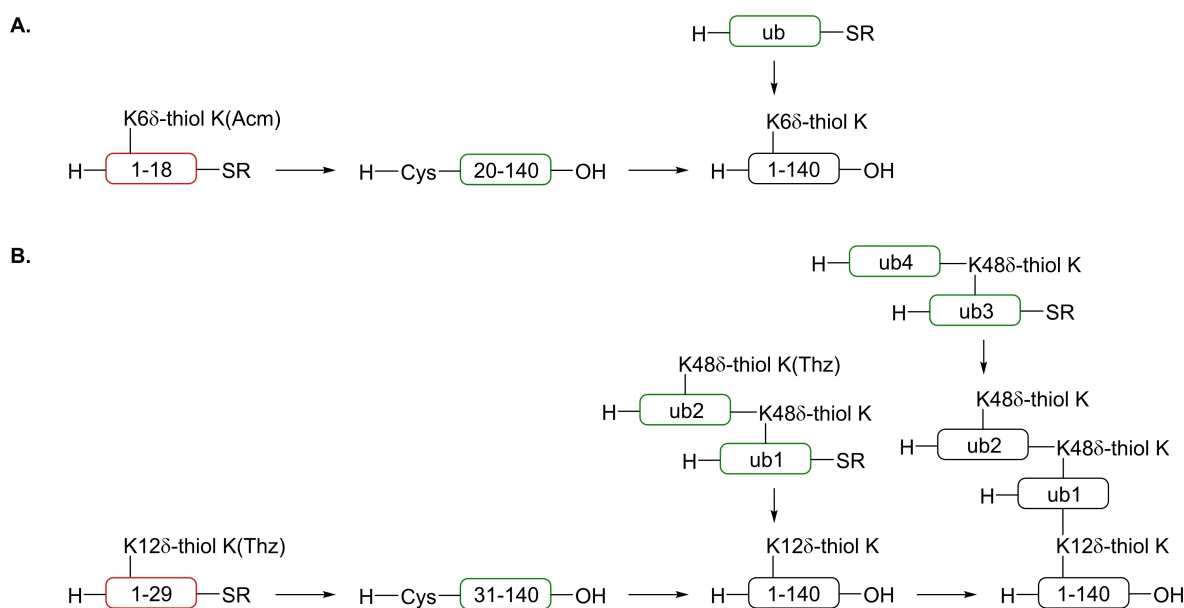 A.
H ub SR
K6δ-thiol K(Acm)
K6δ-thiol K
H 1-18 SR
H Cys 20-140 OH
H 1-140 OH
B.
H ub4 K48δ-thiol K
H ub3 SR
K48δ-thiol K(Thz)
K48δ-thiol K
H ub2 K48δ-thiol K
H ub2 K48δ-thiol K
H ub1 SR
H ub1
K12δ-thiol K(Thz)
K12δ-thiol K
K12δ-thiol K
H 1-29 SR
H Cys 31-140 OH
H 1-140 OH
H 1-140 OH